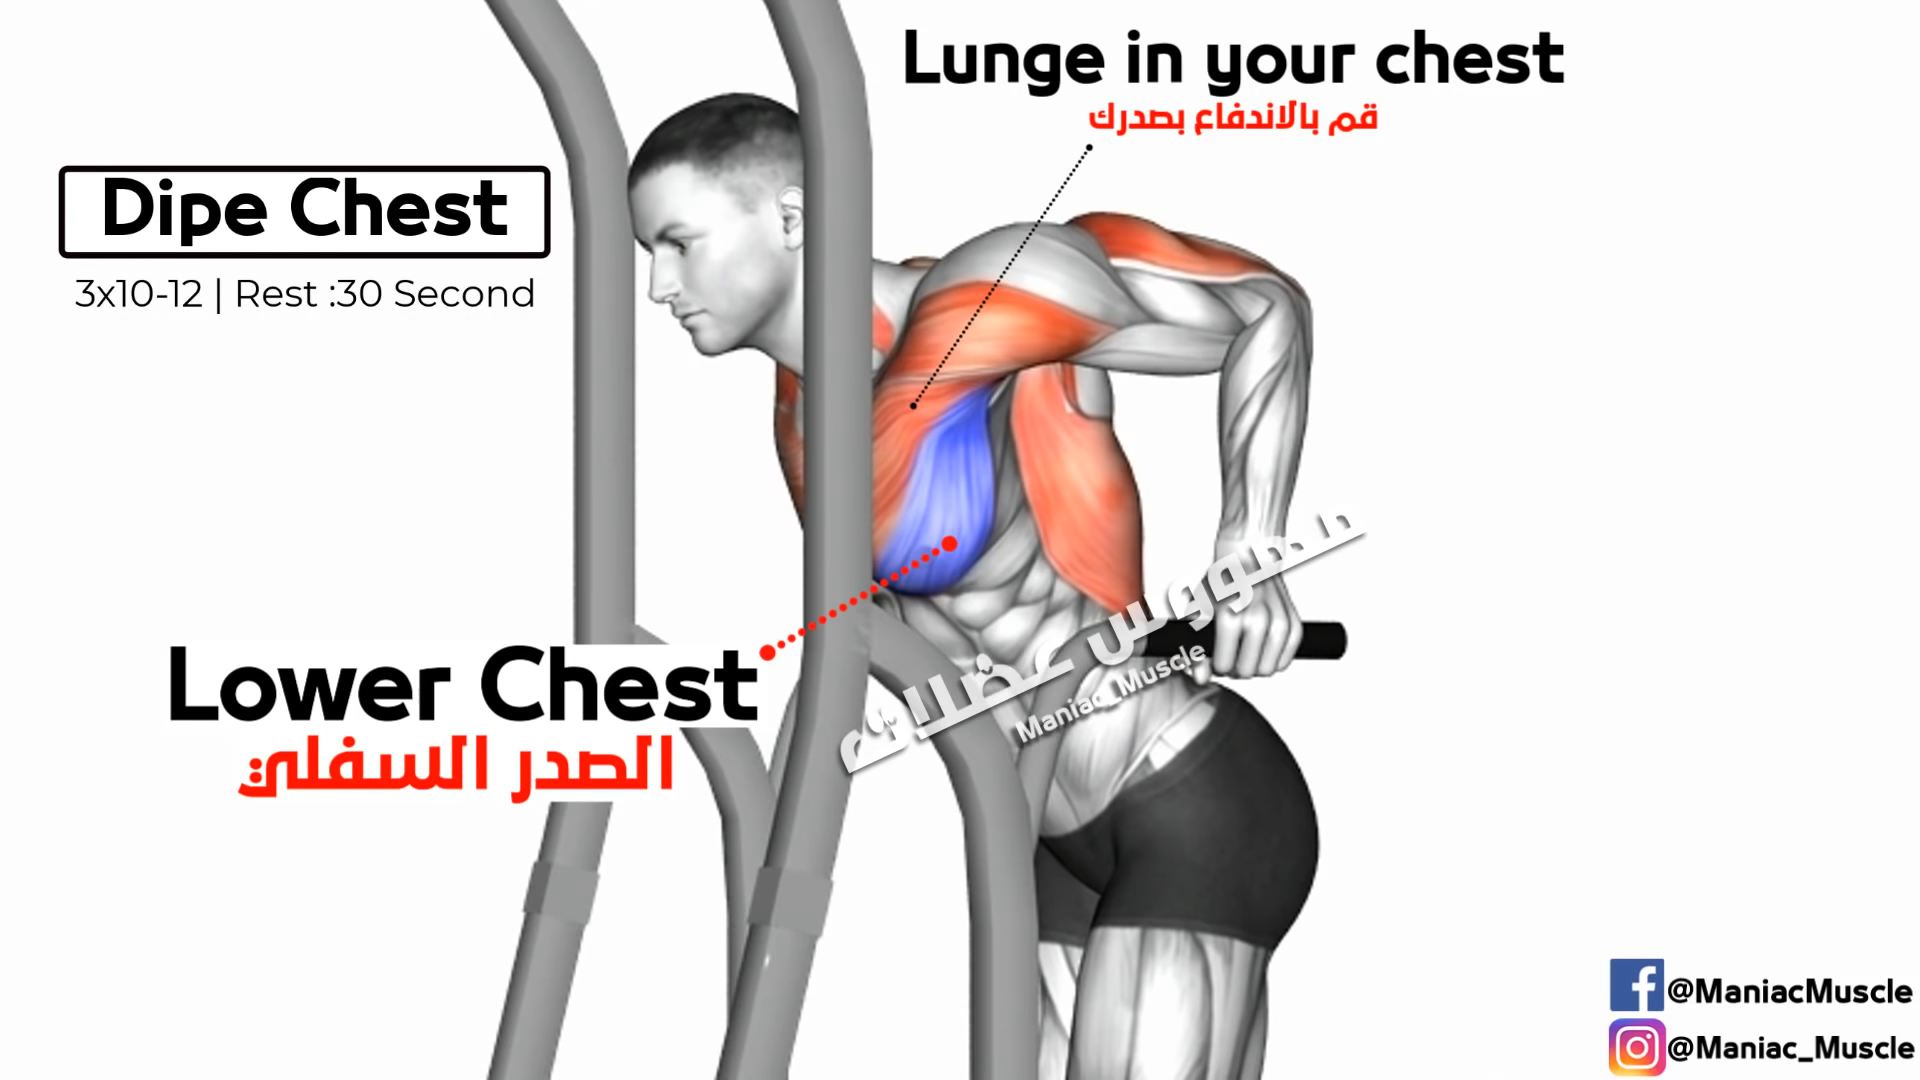 Lunge in your chest
قم بالاندفاع بصدرك
Dipe Chest
3x10-12 | Rest :30 Second
Lower Chest
الصدر السفلي
Maniac_Muscle
@ManiacMuscle
@Maniac_Muscle